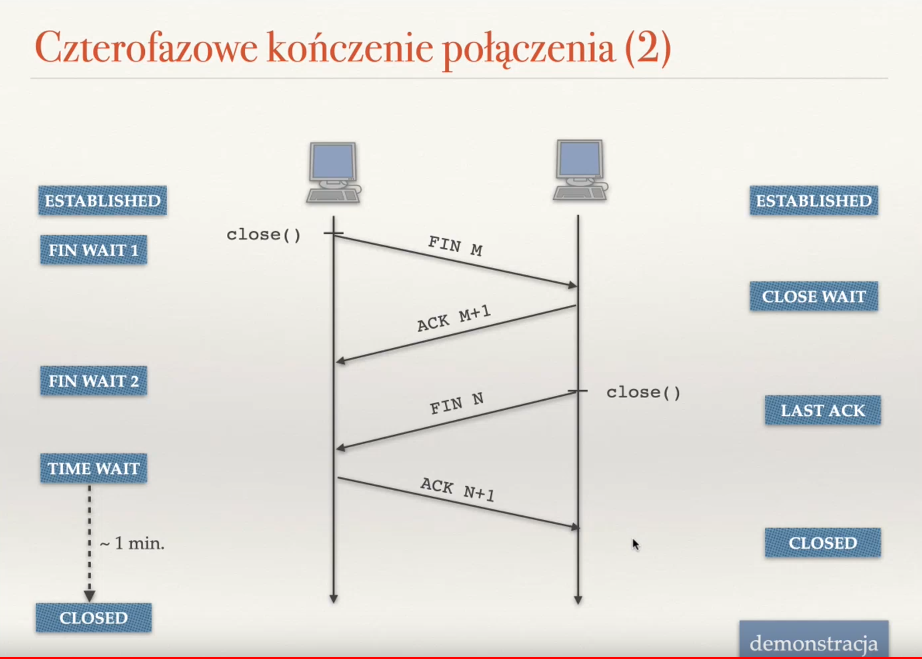 Czterofazowe kończenie połączenia (2)
ESTABLISHED
ESTABLISHED
close()
FIN M
FIN WAIT 1
CLOSE WAIT
ACK M+1
FIN WAIT 2
FIN N
close()
LAST ACK
TIME WAIT
ACK N+1
~ 1 min.
CLOSED
CLOSED
demonstracja